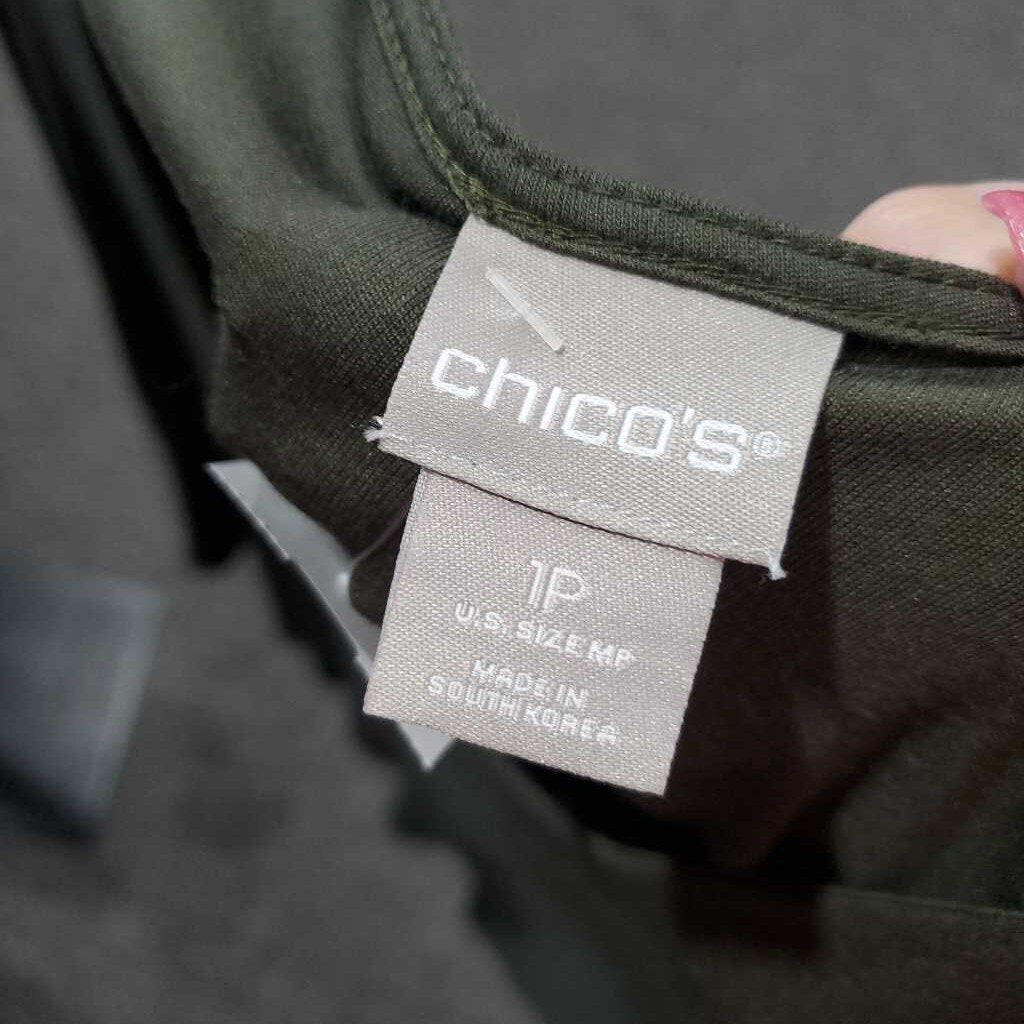 chico's®
1P
U.S. SIZE MP
MADE IN
SOUTH KOREA